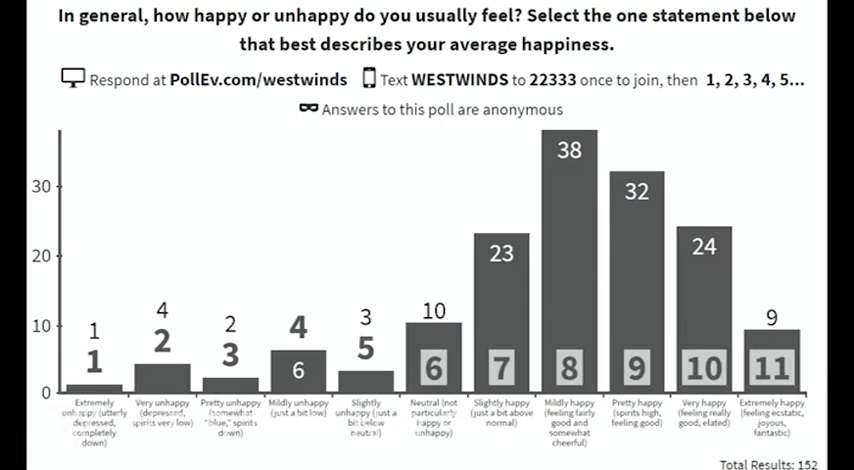 In general, how happy or unhappy do you usually feel? Select the one statement below
that best describes your average happiness.
Respond at PollEv.com/westwinds Text WESTWINDS to 22333 once to join, then 1, 2, 3, 4, 5...
Answers to this poll are anonymous
30
20
10
0
1
4
2
6
3
10
23
38
32
24
9
1
2
3
4
5
6
7
8
9
10
11
Extremely
unhappy (utterly
depressed,
completely
down)
Very unhappy
(depressed,
spirits very low)
Pretty unhappy
(somewhat
"blue," spirits
down)
Mildly unhappy
(just a bit low)
Slightly
unhappy (just a
bit below
neutral)
Neutral (not
particularly
happy or
unhappy)
Slightly happy
(just a bit above
normal)
Mildly happy
(feeling fairly
good and
somewhat
cheerful)
Pretty happy
(spirits high,
feeling good)
Very happy
(feeling really
good, elated)
Extremely happy
(feeling ecstatic,
joyous,
fantastic)
Total Results: 152